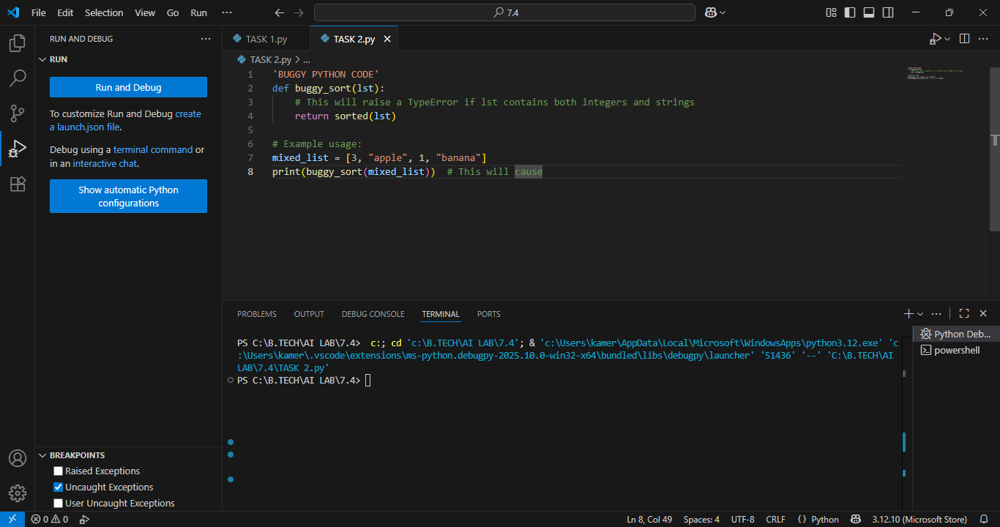 File Edit Selection View Go Run ··· 7.4
RUN AND DEBUG ···
RUN
Run and Debug
To customize Run and Debug create
a launch.json file.
Debug using a terminal command or
in an interactive chat.
Show automatic Python
configurations
BREAKPOINTS
Raised Exceptions
Uncaught Exceptions
User Uncaught Exceptions
TASK 1.py TASK 2.py
TASK 2.py > ...
1 'BUGGY PYTHON CODE'
2 def buggy_sort(lst):
3 # This will raise a TypeError if lst contains both integers and strings
4 return sorted(lst)
5
6 # Example usage:
7 mixed_list = [3, "apple", 1, "banana"]
8 print(buggy_sort(mixed_list)) # This will cause
PROBLEMS OUTPUT DEBUG CONSOLE TERMINAL PORTS
PS C:\B.TECH\AI LAB\7.4> c:; cd 'c:\B.TECH\AI LAB\7.4'; & 'c:\Users\kamer\AppData\Local\Microsoft\WindowsApps\python3.12.exe' 'c
:\Users\kamer\.vscode\extensions\ms-python.debugpy-2025.10.0-win32-x64\bundled\libs\debugpy\launcher' '51436' '--' 'C:\B.TECH\AI
LAB\7.4\TASK 2.py'
PS C:\B.TECH\AI LAB\7.4>
Python Deb...
powershell
0 0 Ln 8, Col 49 Spaces: 4 UTF-8 CRLF {} Python 3.12.10 (Microsoft Store)